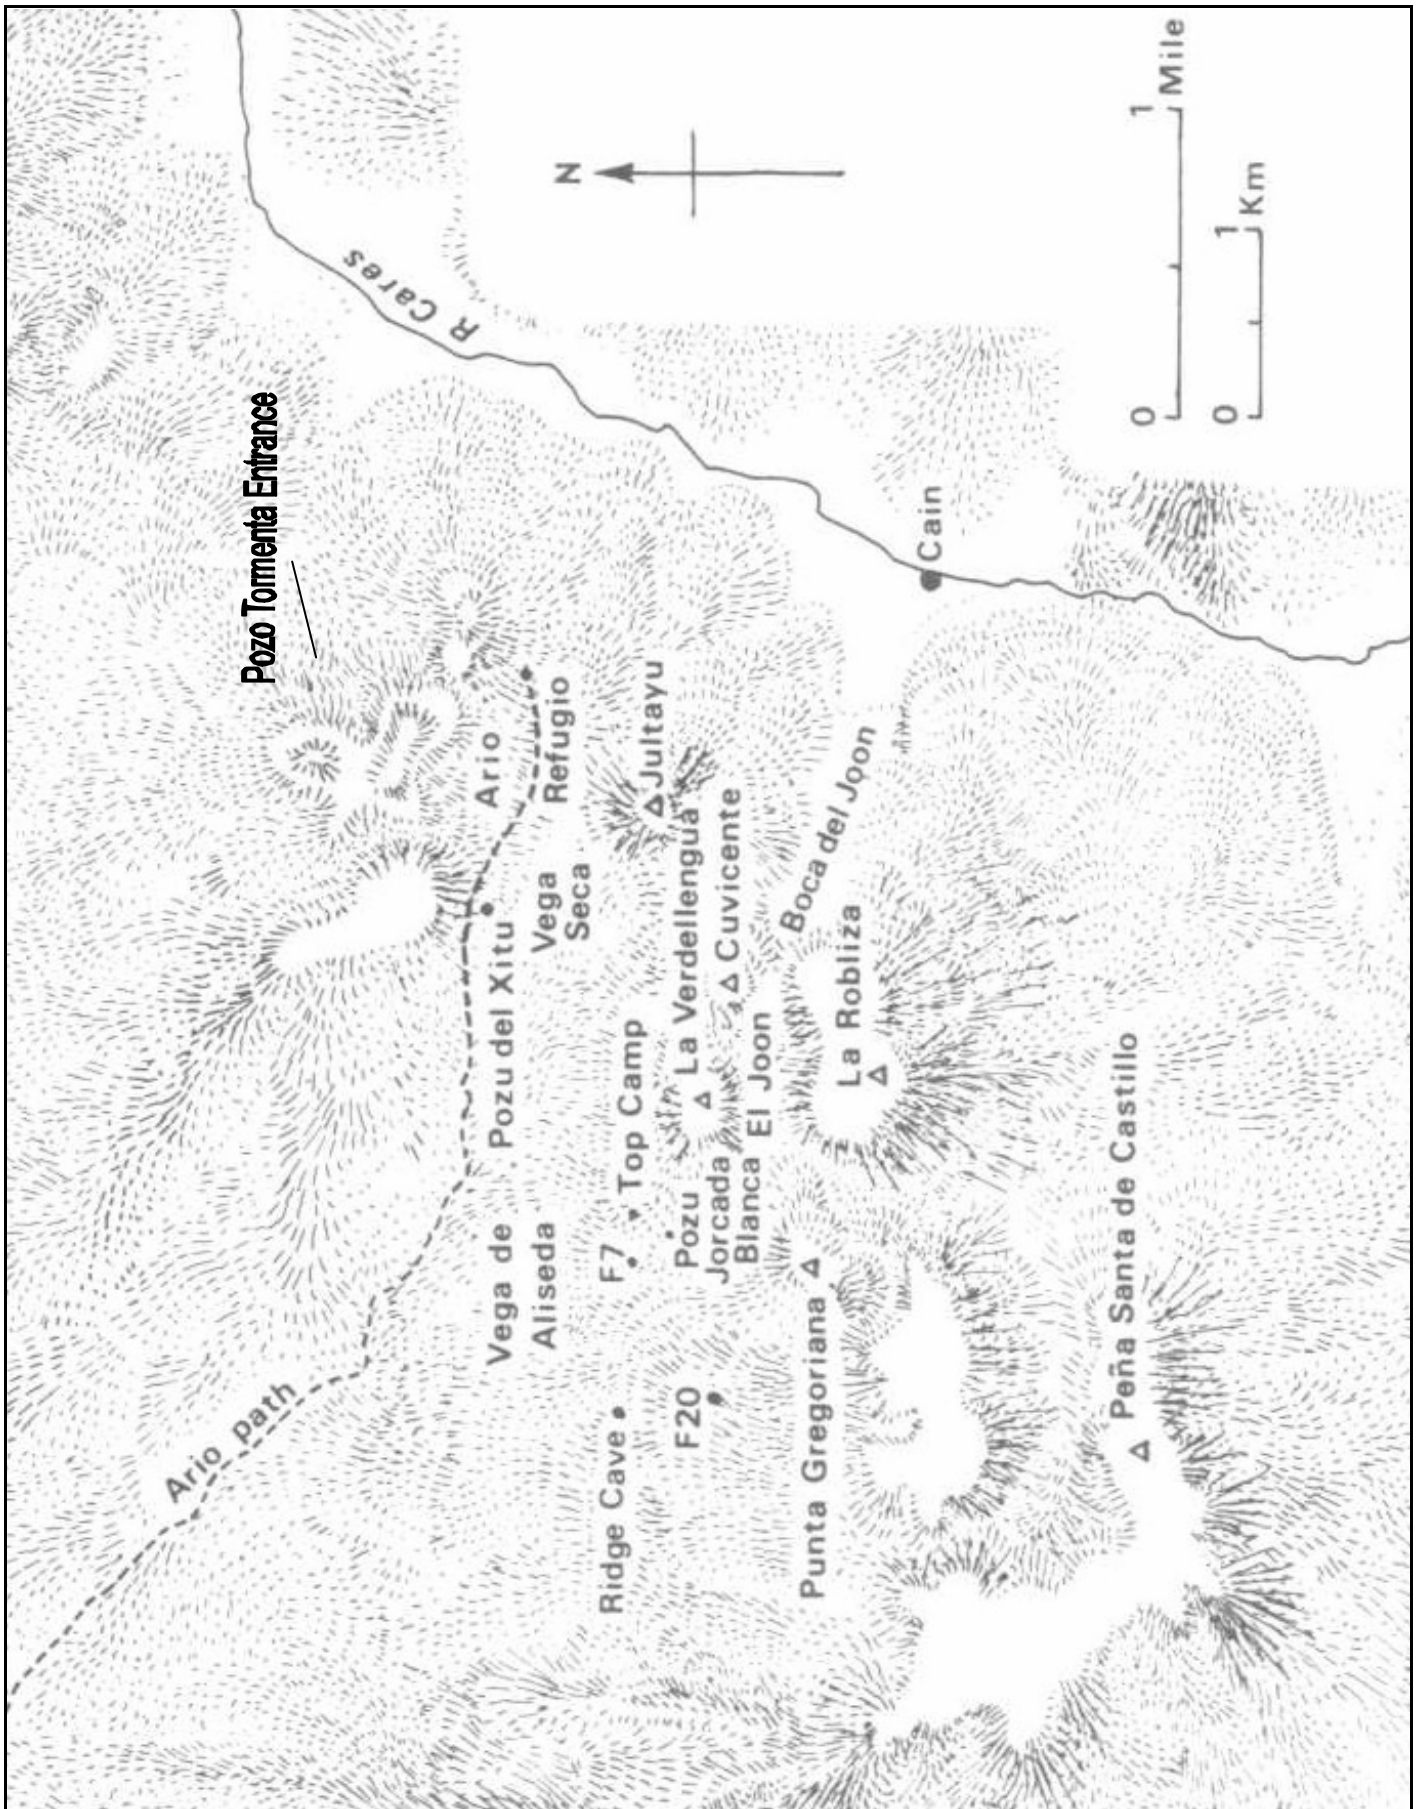 Ario path
Pozo Tormenta Entrance
R Cares
N
Ario
Refugio
Pozu del Xitu
Vega
Seca
Vega de
Aliseda
Jultayu
La Verdellengua
Cuvicente
Top Camp
F7
Pozu
Jorcada
Blanca
El Joon
Boca del Joon
La Robliza
Ridge Cave
F20
Punta Gregoriana
Peña Santa de Castillo
Cain
0
1
Mile
0
1
Km